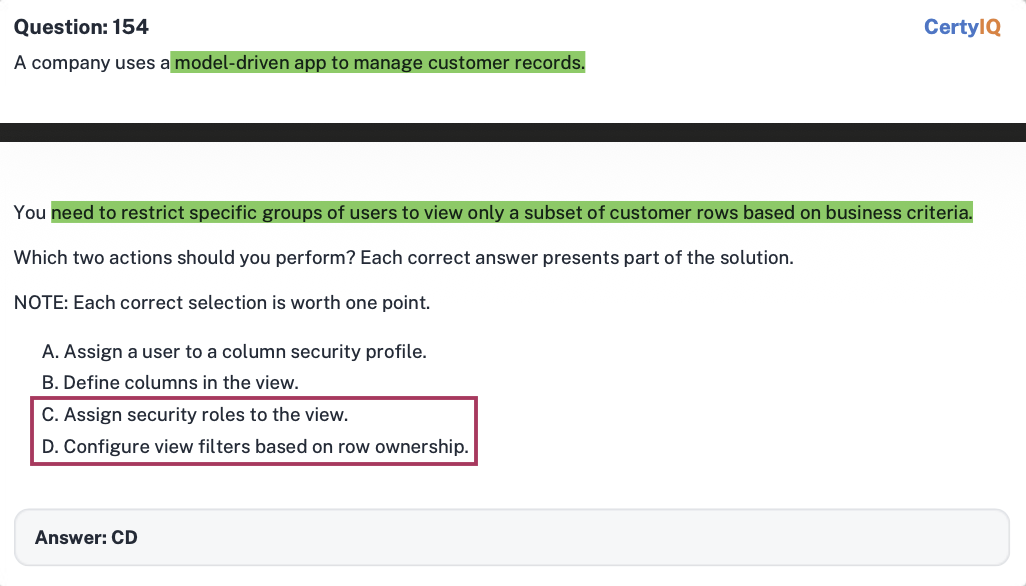 Question: 154
CertyIQ
A company uses a model-driven app to manage customer records.
You need to restrict specific groups of users to view only a subset of customer rows based on business criteria.
Which two actions should you perform? Each correct answer presents part of the solution.
NOTE: Each correct selection is worth one point.
A. Assign a user to a column security profile.
B. Define columns in the view.
C. Assign security roles to the view.
D. Configure view filters based on row ownership.
Answer: CD